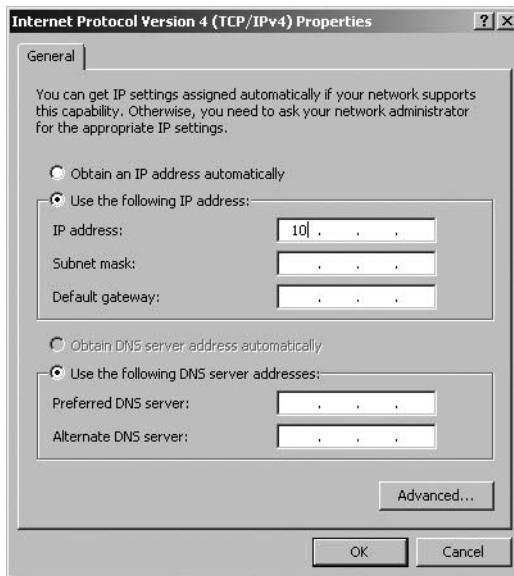 Internet Protocol Version 4 (TCP/IPv4) Properties
General
You can get IP settings assigned automatically if your network supports
this capability. Otherwise, you need to ask your network administrator
for the appropriate IP settings.
Obtain an IP address automatically
Use the following IP address:
IP address: 10 . . .
Subnet mask: . . .
Default gateway: . . .
Obtain DNS server address automatically
Use the following DNS server addresses:
Preferred DNS server: . . .
Alternate DNS server: . . .
Advanced...
OK Cancel